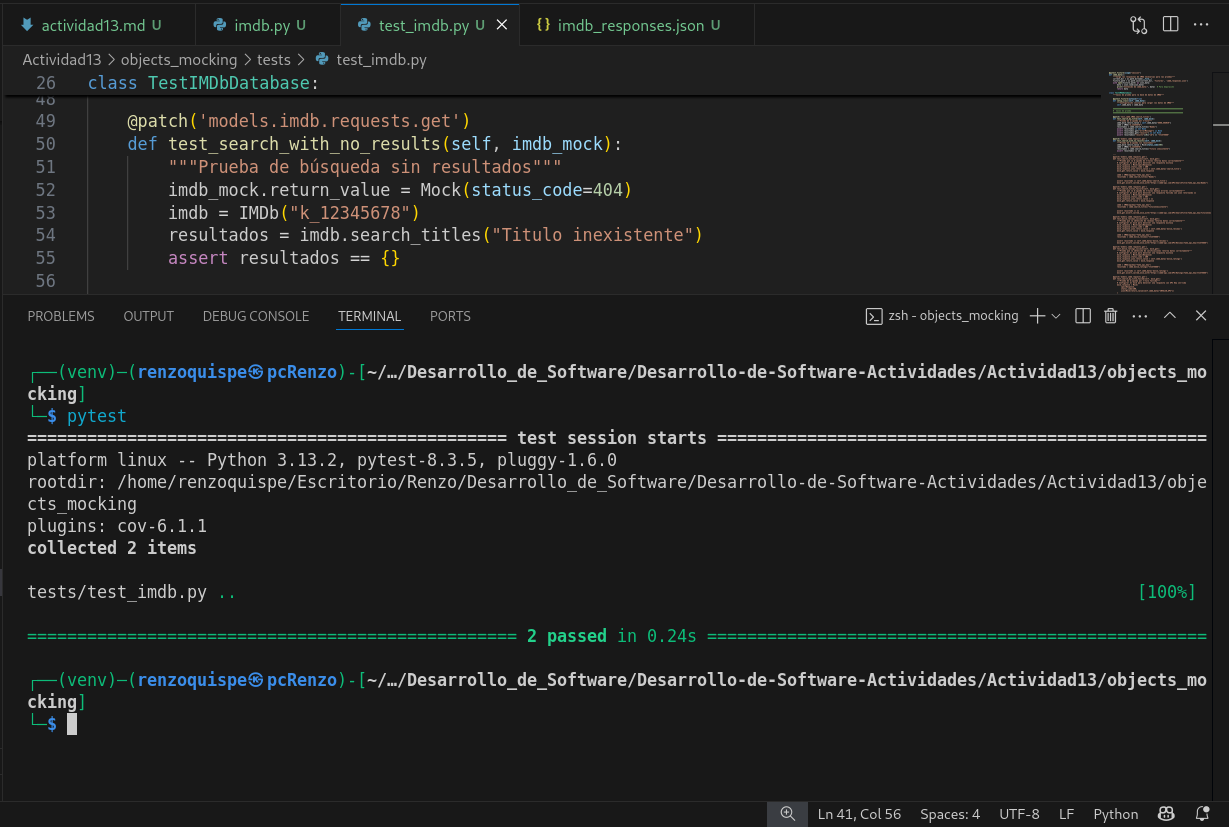 actividad13.md U
imdb.py U
test_imdb.py U
{} imdb_responses.json U
Actividad13 > objects_mocking > tests > test_imdb.py
26 class TestIMDbDatabase:
48
49 @patch('models.imdb.requests.get')
50 def test_search_with_no_results(self, imdb_mock):
51 """Prueba de búsqueda sin resultados"""
52 imdb_mock.return_value = Mock(status_code=404)
53 imdb = IMDb("k_12345678")
54 resultados = imdb.search_titles("Titulo inexistente")
55 assert resultados == {}
56
PROBLEMS OUTPUT DEBUG CONSOLE TERMINAL PORTS
zsh - objects_mocking
┌──(venv)─(renzoquispe㉿pcRenzo)-[~/…/Desarrollo_de_Software/Desarrollo-de-Software-Actividades/Actividad13/objects_mo
cking]
└─$ pytest
================================================ test session starts =================================================
platform linux -- Python 3.13.2, pytest-8.3.5, pluggy-1.6.0
rootdir: /home/renzoquispe/Escritorio/Renzo/Desarrollo_de_Software/Desarrollo-de-Software-Actividades/Actividad13/obje
cts_mocking
plugins: cov-6.1.1
collected 2 items
tests/test_imdb.py .. [100%]
================================================= 2 passed in 0.24s ==================================================
┌──(venv)─(renzoquispe㉿pcRenzo)-[~/…/Desarrollo_de_Software/Desarrollo-de-Software-Actividades/Actividad13/objects_mo
cking]
└─$
Ln 41, Col 56 Spaces: 4 UTF-8 LF Python